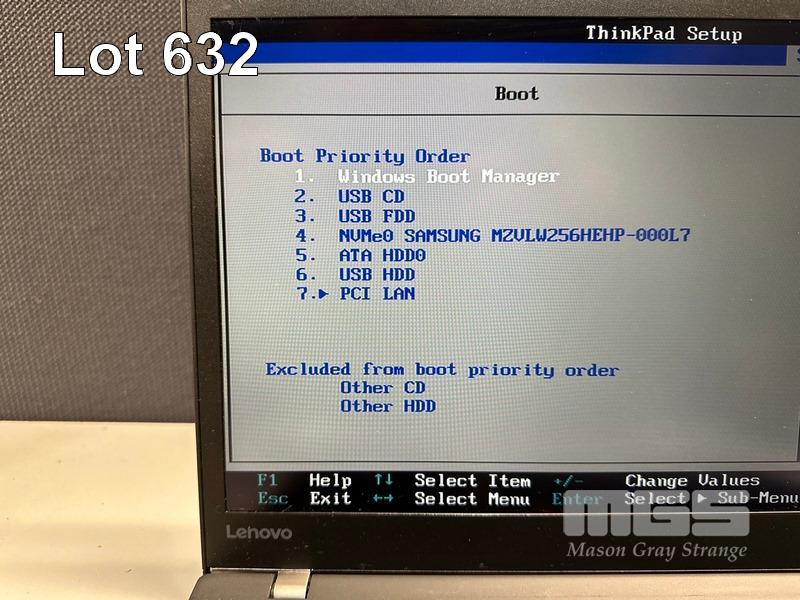 Lot 632
ThinkPad Setup
Boot
Boot Priority Order
1. Windows Boot Manager
2. USB CD
3. USB FDD
4. NVMe0 SAMSUNG MZVLW256HEHP-000L7
5. ATA HDD0
6. USB HDD
7.▶ PCI LAN
Excluded from boot priority order
Other CD
Other HDD
F1 Help ↑↓ Select Item +/- Change Values
Esc Exit ←→ Select Menu Enter Select ▶ Sub-Menu
Lenovo
MGS
Mason Gray Strange